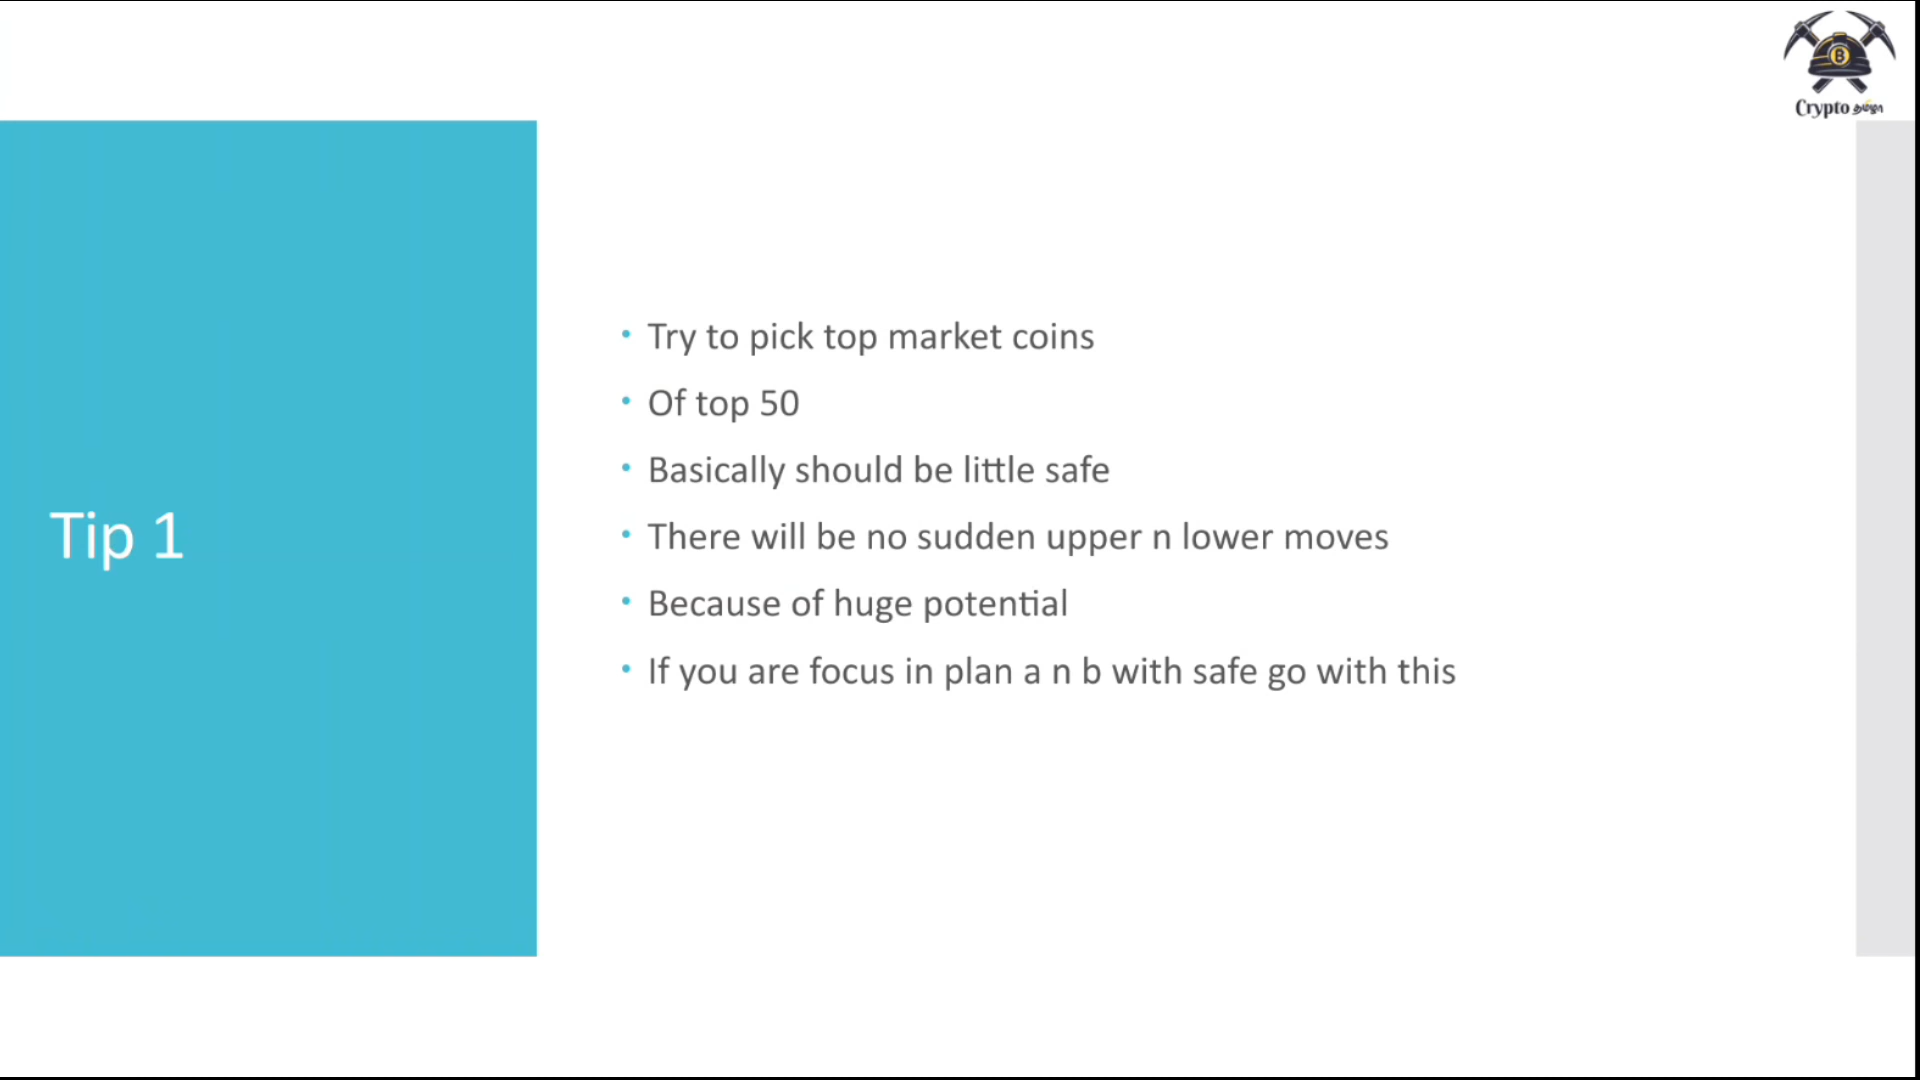 Crypto தமிழா
Tip 1
Try to pick top market coins
Of top 50
Basically should be little safe
There will be no sudden upper n lower moves
Because of huge potential
If you are focus in plan a n b with safe go with this